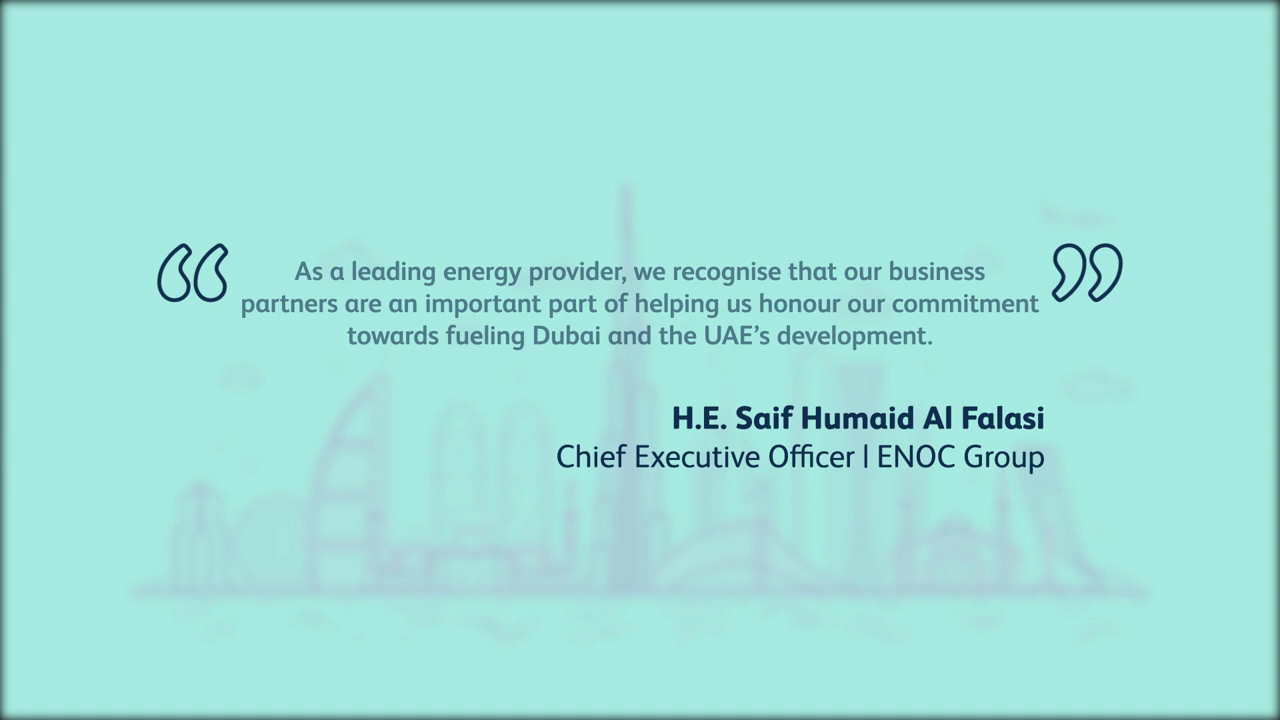 As a leading energy provider, we recognise that our business
partners are an important part of helping us honour our commitment
towards fueling Dubai and the UAE’s development.
H.E. Saif Humaid Al Falasi
Chief Executive Officer | ENOC Group